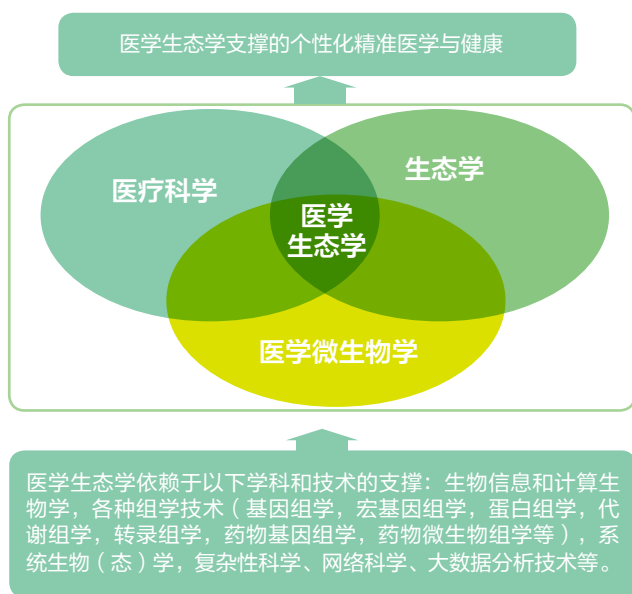 医学生态学支撑的个性化精准医学与健康
医疗科学
生态学
医学
生态学
医学微生物学
医学生态学依赖于以下学科和技术的支撑：生物信息和计算生
物学，各种组学技术（基因组学，宏基因组学，蛋白组学，代
谢组学，转录组学，药物基因组学，药物微生物组学等），系
统生物（态）学，复杂性科学、网络科学、大数据分析技术等。